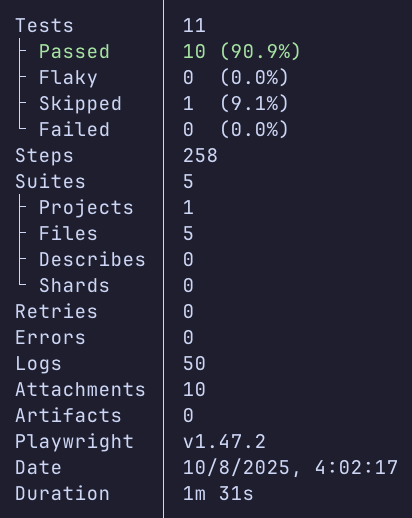 Tests 11
Passed 10 (90.9%)
Flaky 0 (0.0%)
Skipped 1 (9.1%)
Failed 0 (0.0%)
Steps 258
Suites 5
Projects 1
Files 5
Describes 0
Shards 0
Retries 0
Errors 0
Logs 50
Attachments 10
Artifacts 0
Playwright v1.47.2
Date 10/8/2025, 4:02:17
Duration 1m 31s